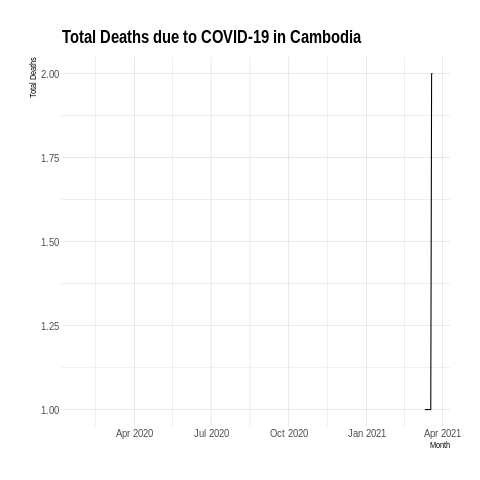 Total Deaths due to COVID-19 in Cambodia
Total Deaths
2.00
1.75
1.50
1.25
1.00
Apr 2020 Jul 2020 Oct 2020 Jan 2021 Apr 2021
Month